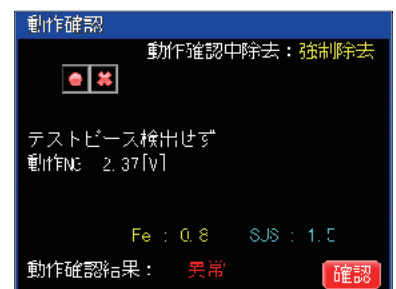 動作確認
動作確認中除去：強制除去
テストピース検出せず
動作NG 2.37[V]
Fe : 0.8 SUS : 1.5
動作確認結果： 異常
確認